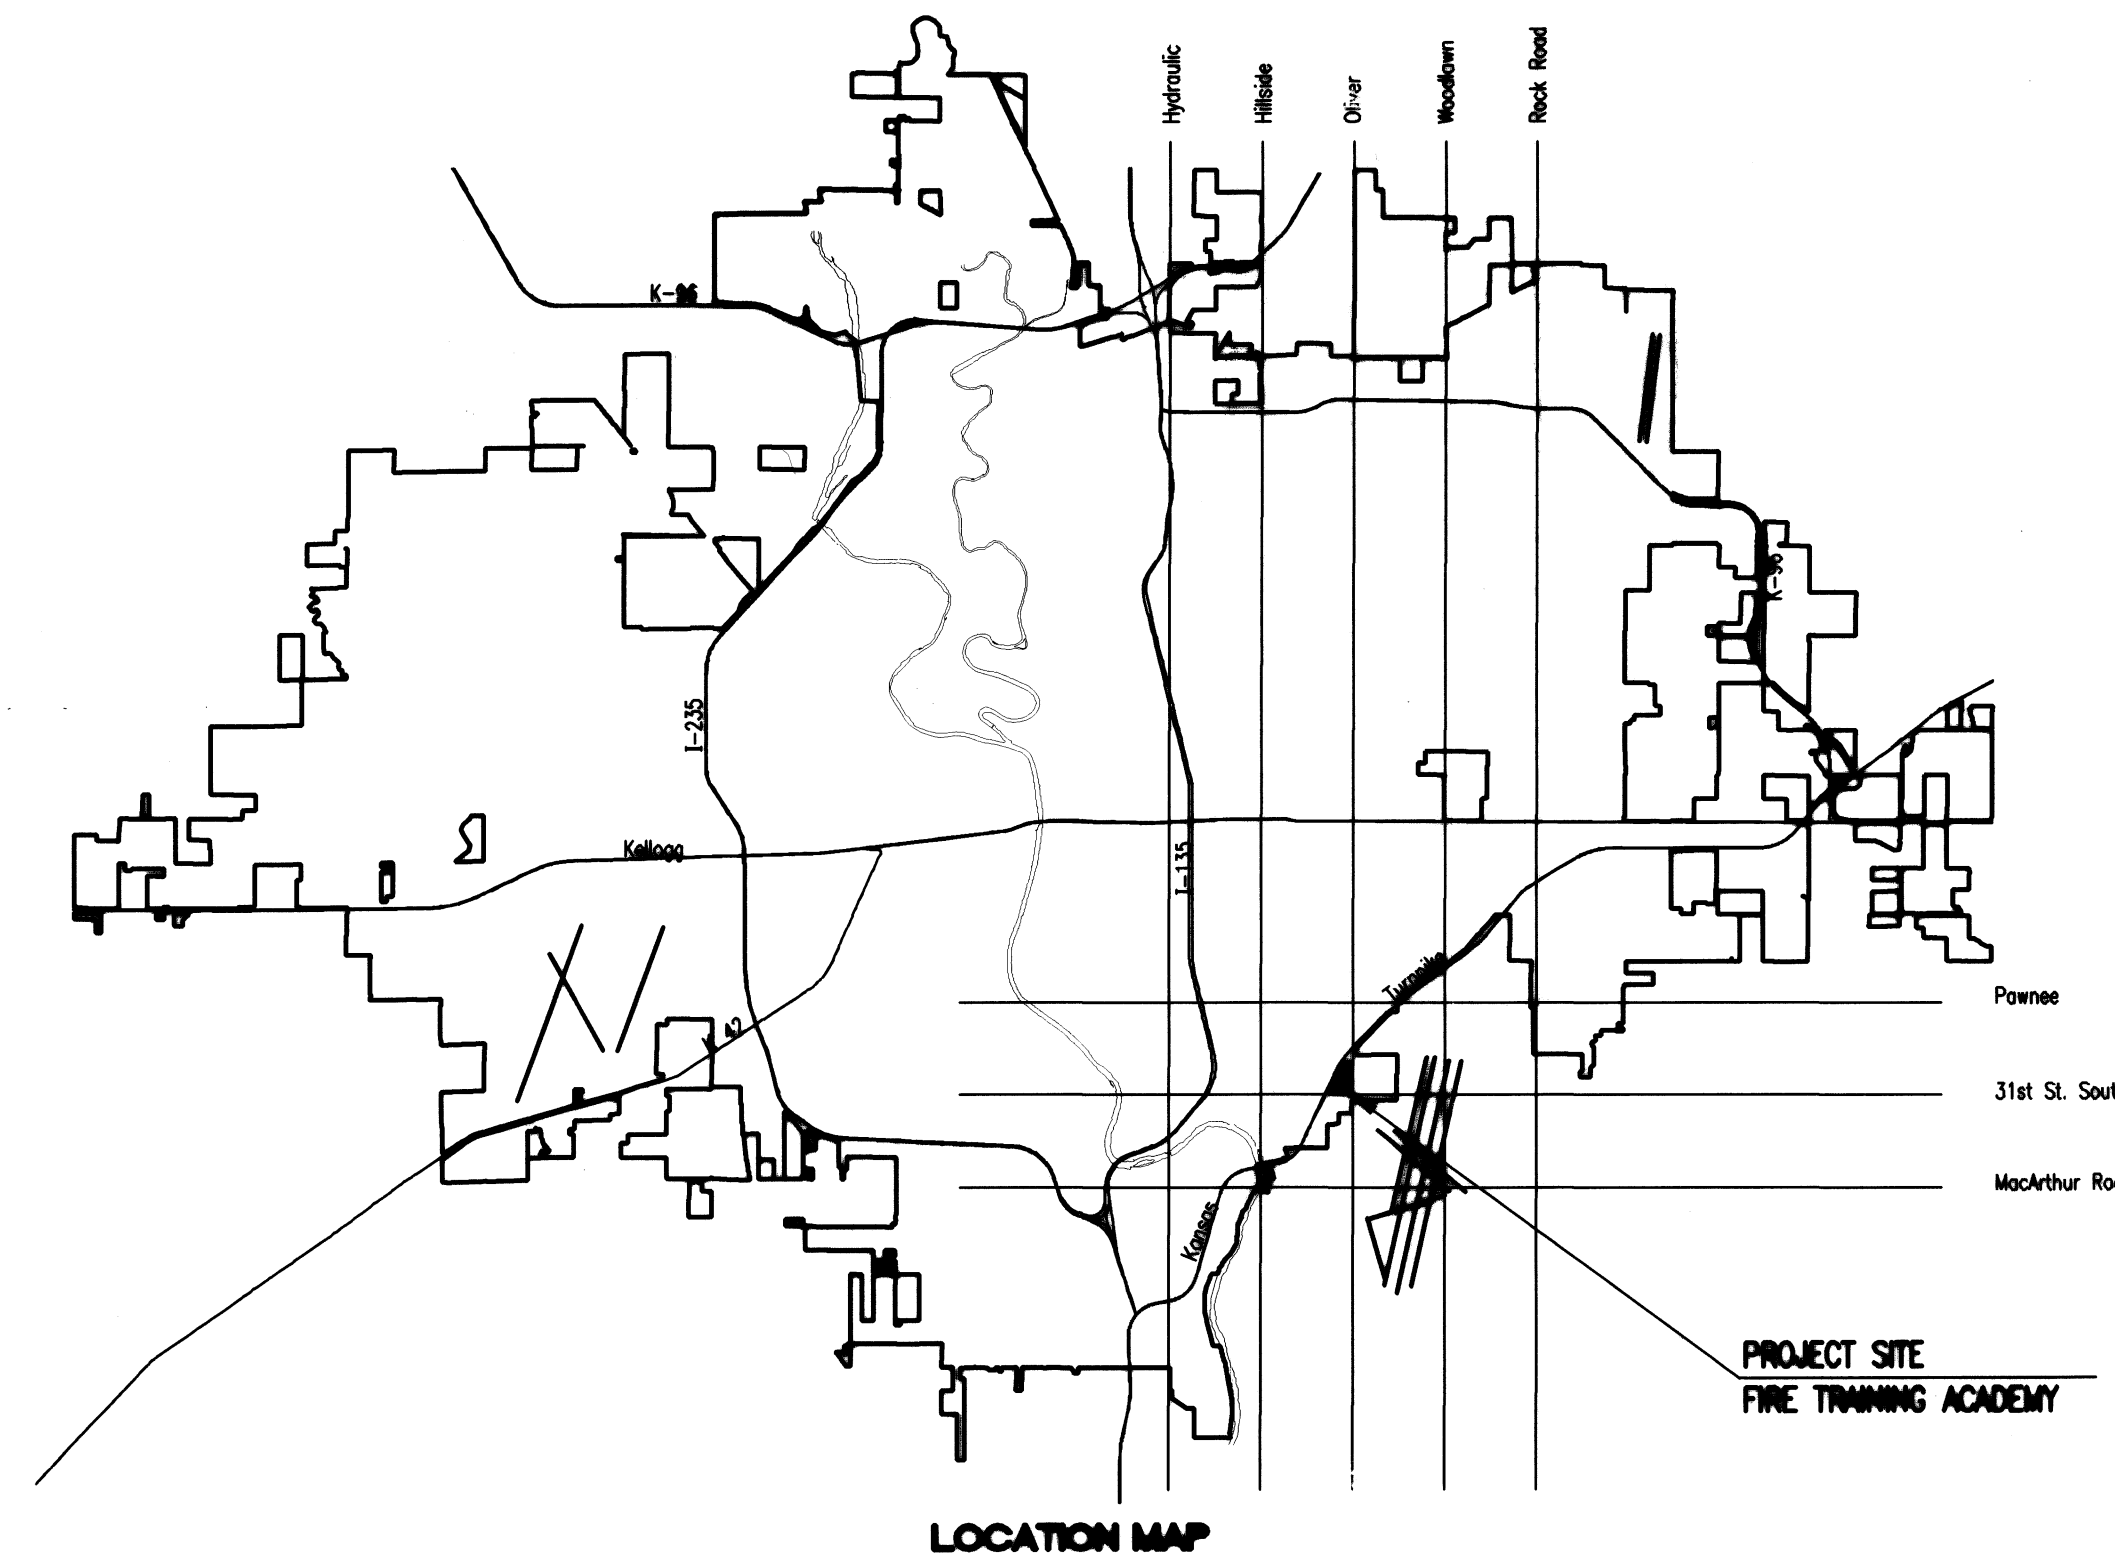 Hydraulic
Hillside
Oliver
Woodlawn
Rock Road
K-96
K-96
I-235
Kellogg
I-135
Turnpike
Pawnee
42
31st St. Sout
MacArthur Ro
Kansas
PROJECT SITE
FIRE TRAINING ACADEMY
LOCATION MAP